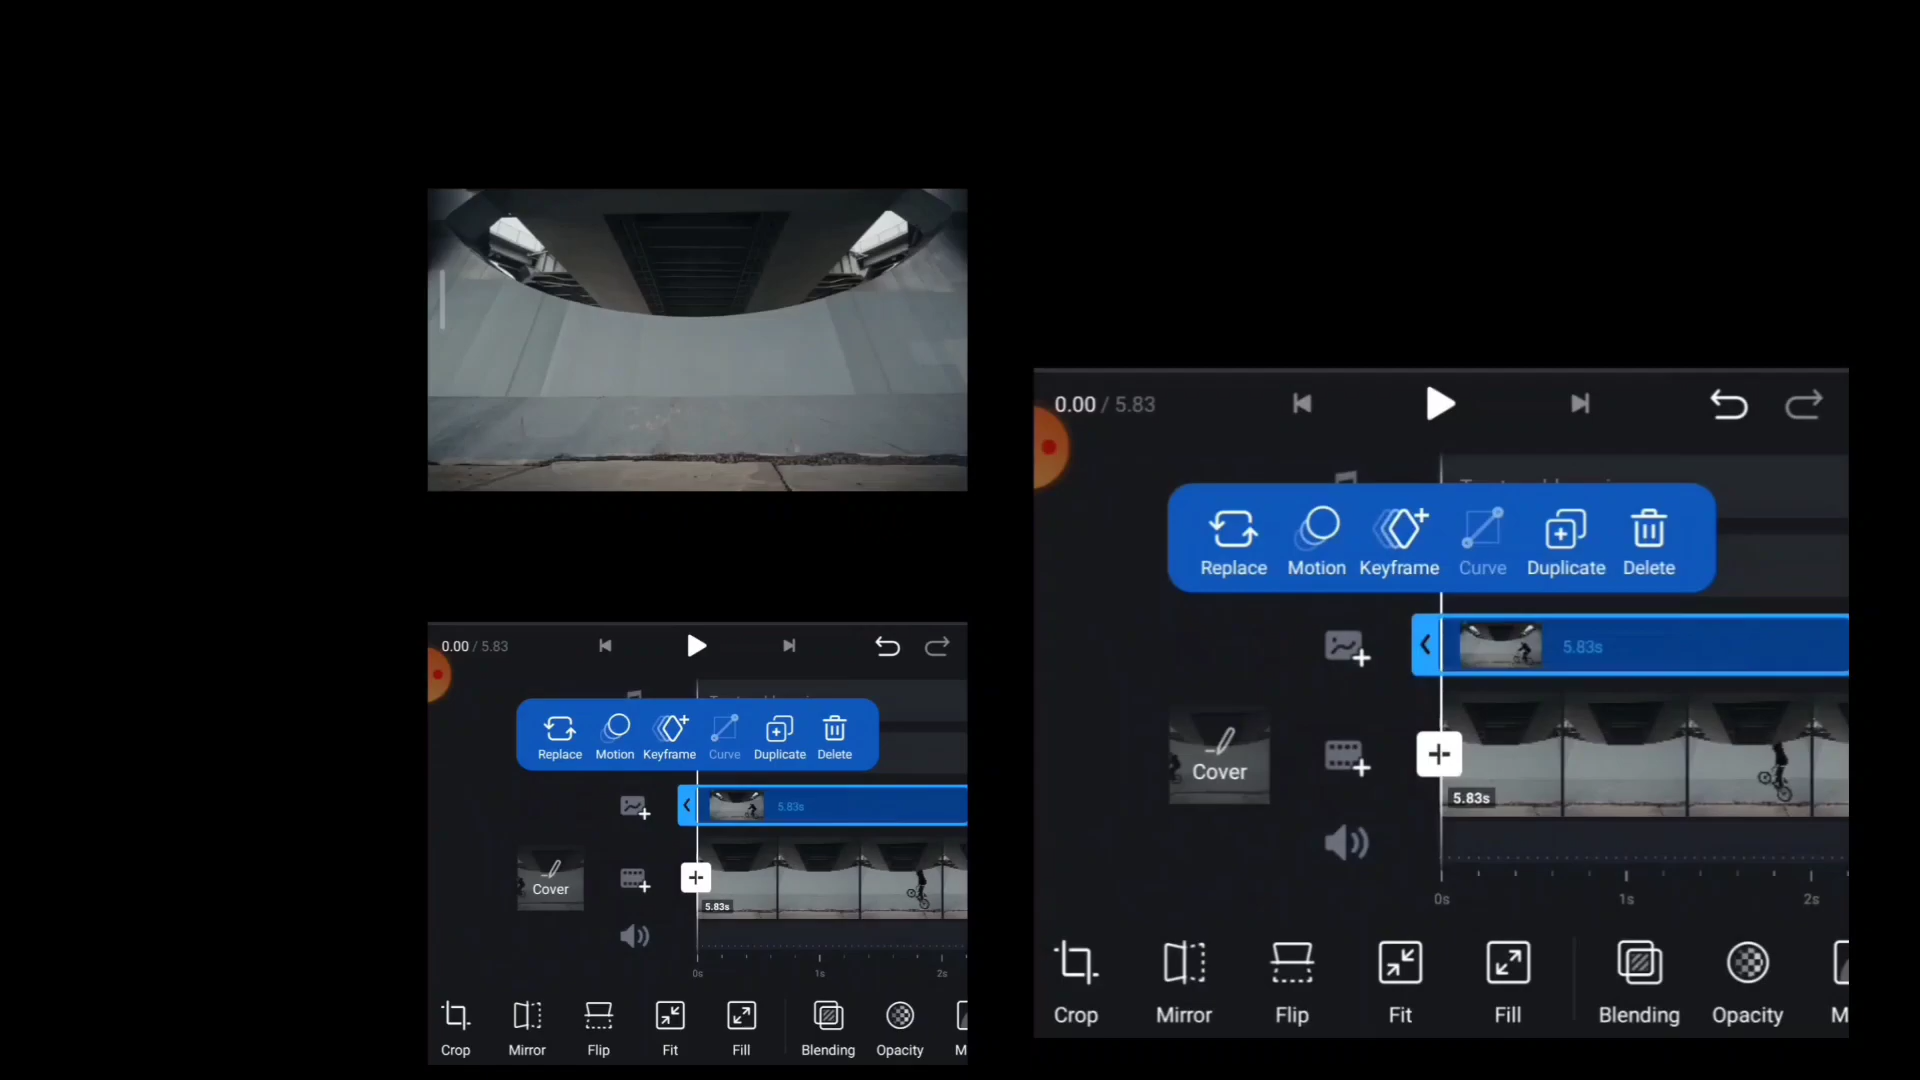 0.00 / 5.83
Replace Motion Keyframe Curve Duplicate Delete
5.83s
Cover
5.83s
0s 1s 2s
Crop Mirror Flip Fit Fill Blending Opacity M
0.00 / 5.83
Replace Motion Keyframe Curve Duplicate Delete
5.83s
Cover
5.83s
0s 1s 2s
Crop Mirror Flip Fit Fill Blending Opacity M